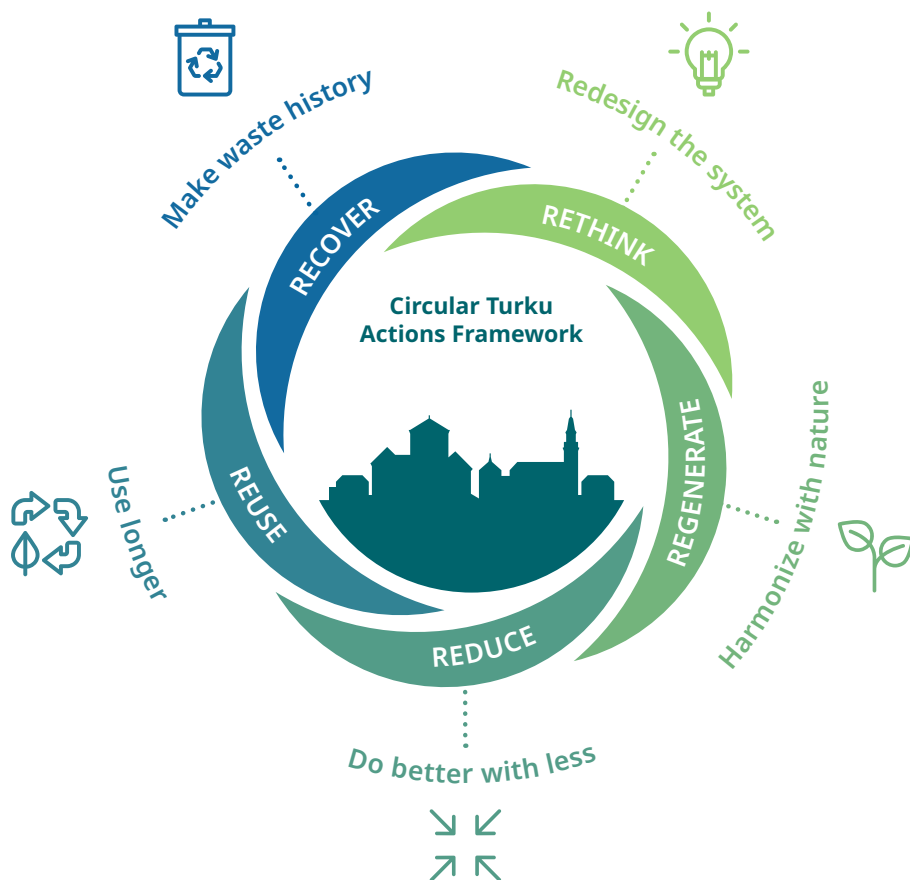 Circular Turku
Actions Framework
RETHINK
Redesign the system
REGENERATE
Harmonize with nature
REDUCE
Do better with less
REUSE
Use longer
RECOVER
Make waste history